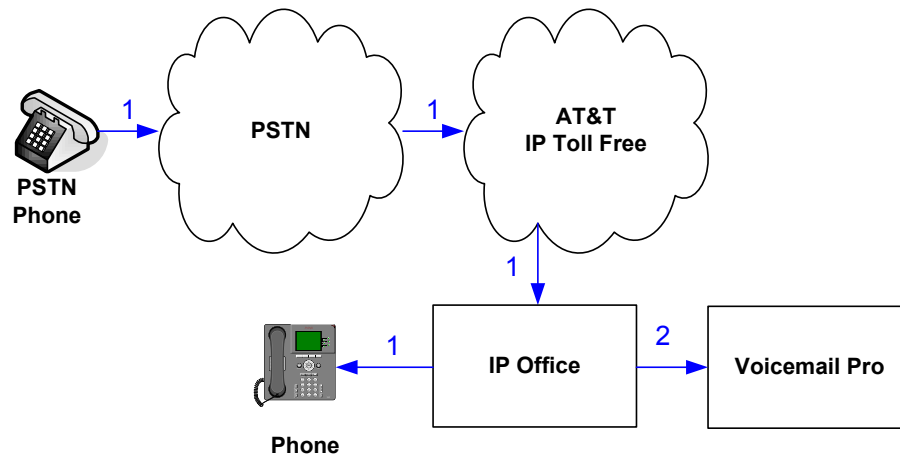 1
PSTN
1
AT&T
IP Toll Free
PSTN
Phone
1
1
IP Office
2
Voicemail Pro
Phone